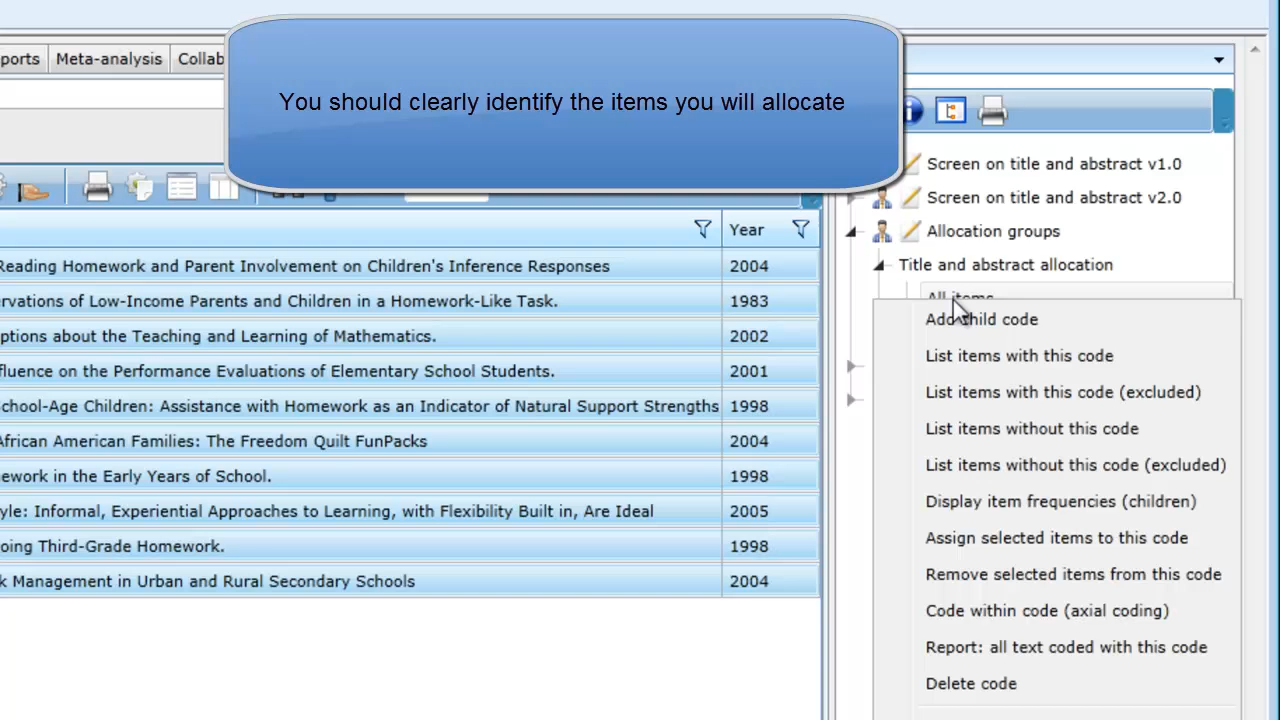 You should clearly identify the items you will allocate
ports Meta-analysis Collab
Screen on title and abstract v1.0
Screen on title and abstract v2.0
Allocation groups
Title and abstract allocation
All items
Year
Reading Homework and Parent Involvement on Children's Inference Responses 2004
ervations of Low-Income Parents and Children in a Homework-Like Task. 1983
ptions about the Teaching and Learning of Mathematics. 2002
fluence on the Performance Evaluations of Elementary School Students. 2001
School-Age Children: Assistance with Homework as an Indicator of Natural Support Strengths 1998
African American Families: The Freedom Quilt FunPacks 2004
ework in the Early Years of School. 1998
yle: Informal, Experiential Approaches to Learning, with Flexibility Built in, Are Ideal 2005
oing Third-Grade Homework. 1998
k Management in Urban and Rural Secondary Schools 2004
Add child code
List items with this code
List items with this code (excluded)
List items without this code
List items without this code (excluded)
Display item frequencies (children)
Assign selected items to this code
Remove selected items from this code
Code within code (axial coding)
Report: all text coded with this code
Delete code